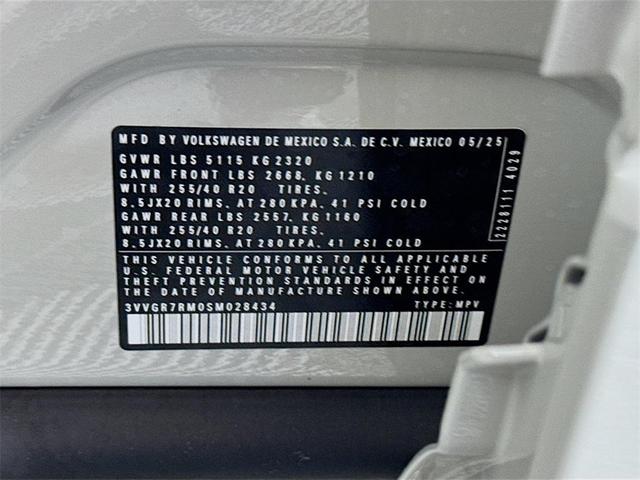 MFD BY VOLKSWAGEN DE MEXICO S.A. DE C.V. MEXICO 05/25
GVWR LBS 5115 KG 2320
GAWR FRONT LBS 2668, KG 1210
WITH 255/40 R20 TIRES.
8.5JX20 RIMS, AT 280 KPA, 41 PSI COLD
GAWR REAR LBS 2557, KG 1160
WITH 255/40 R20 TIRES.
8.5JX20 RIMS, AT 280 KPA, 41 PSI COLD
2228111 4029
THIS VEHICLE CONFORMS TO ALL APPLICABLE
U.S. FEDERAL MOTOR VEHICLE SAFETY AND
THEFT PREVENTION STANDARDS IN EFFECT ON
THE DATE OF MANUFACTURE SHOWN ABOVE.
3VVGR7RM0SM028434 TYPE: MPV